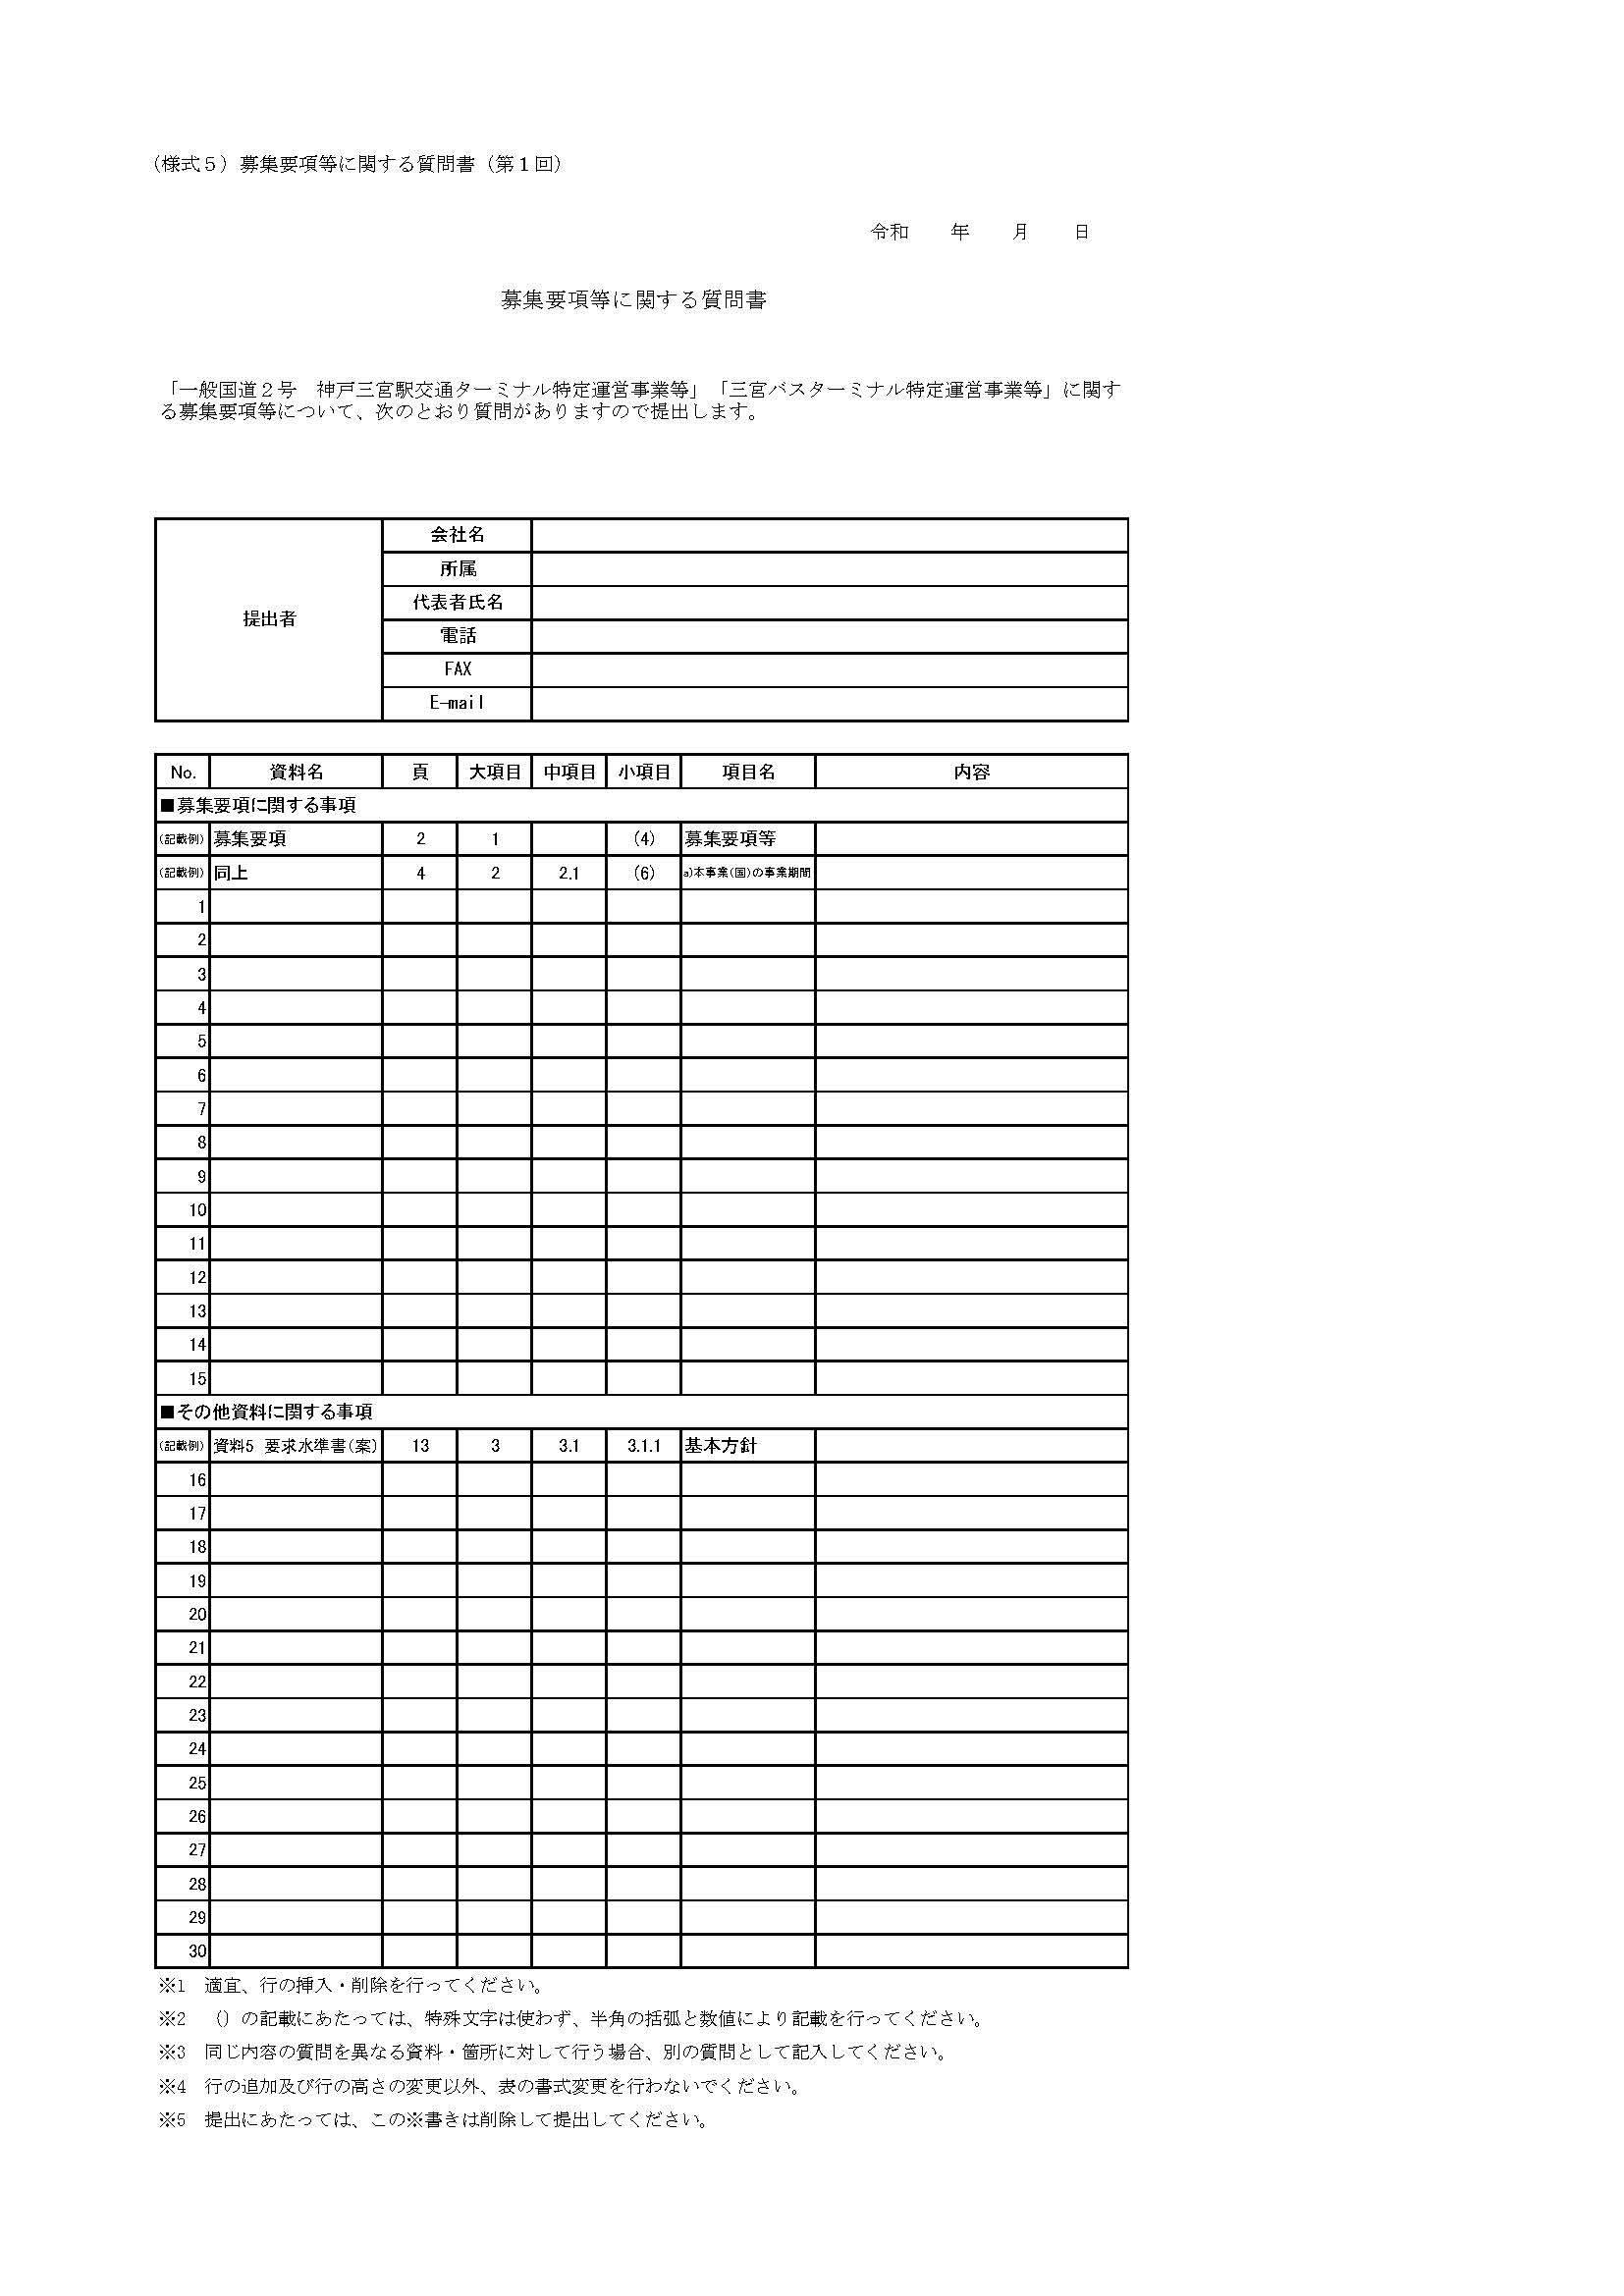 （様式５）募集要項等に関する質問書（第１回）
令和　　年　　月　　日
募集要項等に関する質問書
「一般国道２号　神戸三宮駅交通ターミナル特定運営事業等」「三宮バスターミナル特定運営事業等」に関す
る募集要項等について、次のとおり質問がありますので提出します。
提出者
会社名
所属
代表者氏名
電話
FAX
E-mail
No. 資料名 頁 大項目 中項目 小項目 項目名 内容
■募集要項に関する事項
(記載例) 募集要項 2 1 (4) 募集要項等
(記載例) 同上 4 2 2.1 (6) a)本事業(国)の事業期間
1
2
3
4
5
6
7
8
9
10
11
12
13
14
15
■その他資料に関する事項
(記載例) 資料5　要求水準書(案) 13 3 3.1 3.1.1 基本方針
16
17
18
19
20
21
22
23
24
25
26
27
28
29
30
※1　適宜、行の挿入・削除を行ってください。
※2　（）の記載にあたっては、特殊文字は使わず、半角の括弧と数値により記載を行ってください。
※3　同じ内容の質問を異なる資料・箇所に対して行う場合、別の質問として記入してください。
※4　行の追加及び行の高さの変更以外、表の書式変更を行わないでください。
※5　提出にあたっては、この※書きは削除して提出してください。